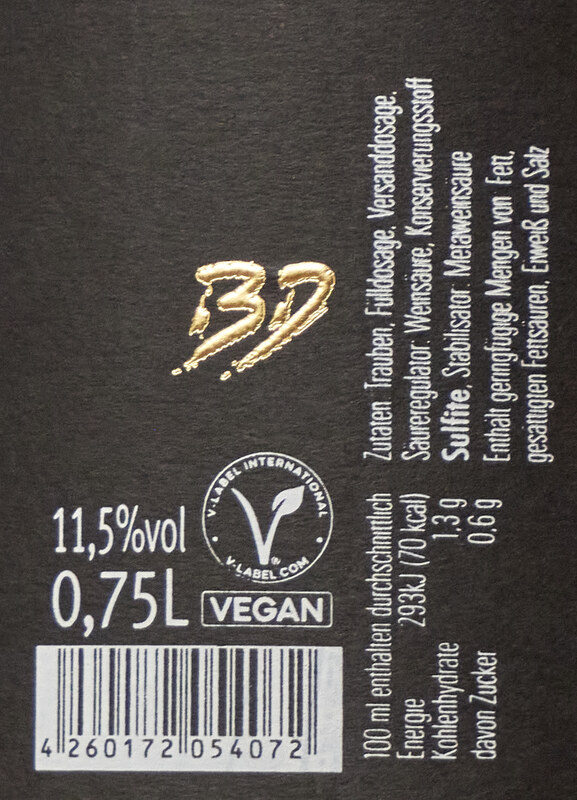 BD
11,5%vol
0,75L
V-LABEL INTERNATIONAL
V-LABEL.COM
®
VEGAN
4 260172 054072
100 ml enthalten durchschnittlich
Energie 293kJ (70 kcal)
Kohlenhydrate 1,3 g
davon Zucker 0,6 g
Zutaten: Trauben, Fülldosage, Versanddosage,
Säureregulator: Weinsäure, Konservierungsstoff
Sulfite, Stabilisator: Metaweinsäure
Enthält geringfügige Mengen von Fett,
gesättigten Fettsäuren, Eiweiß und Salz